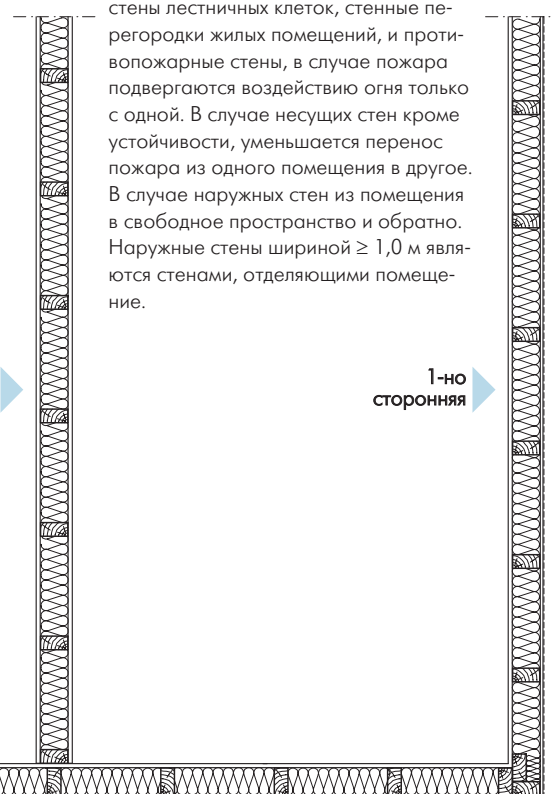 стены лестничных клеток, стенные пе-
регородки жилых помещений, и проти-
вопожарные стены, в случае пожара
подвергаются воздействию огня только
с одной. В случае несущих стен кроме
устойчивости, уменьшается перенос
пожара из одного помещения в другое.
В случае наружных стен из помещения
в свободное пространство и обратно.
Наружные стены шириной ≥ 1,0 м явля-
ются стенами, отделяющими помеще-
ние.
1-но
сторонняя